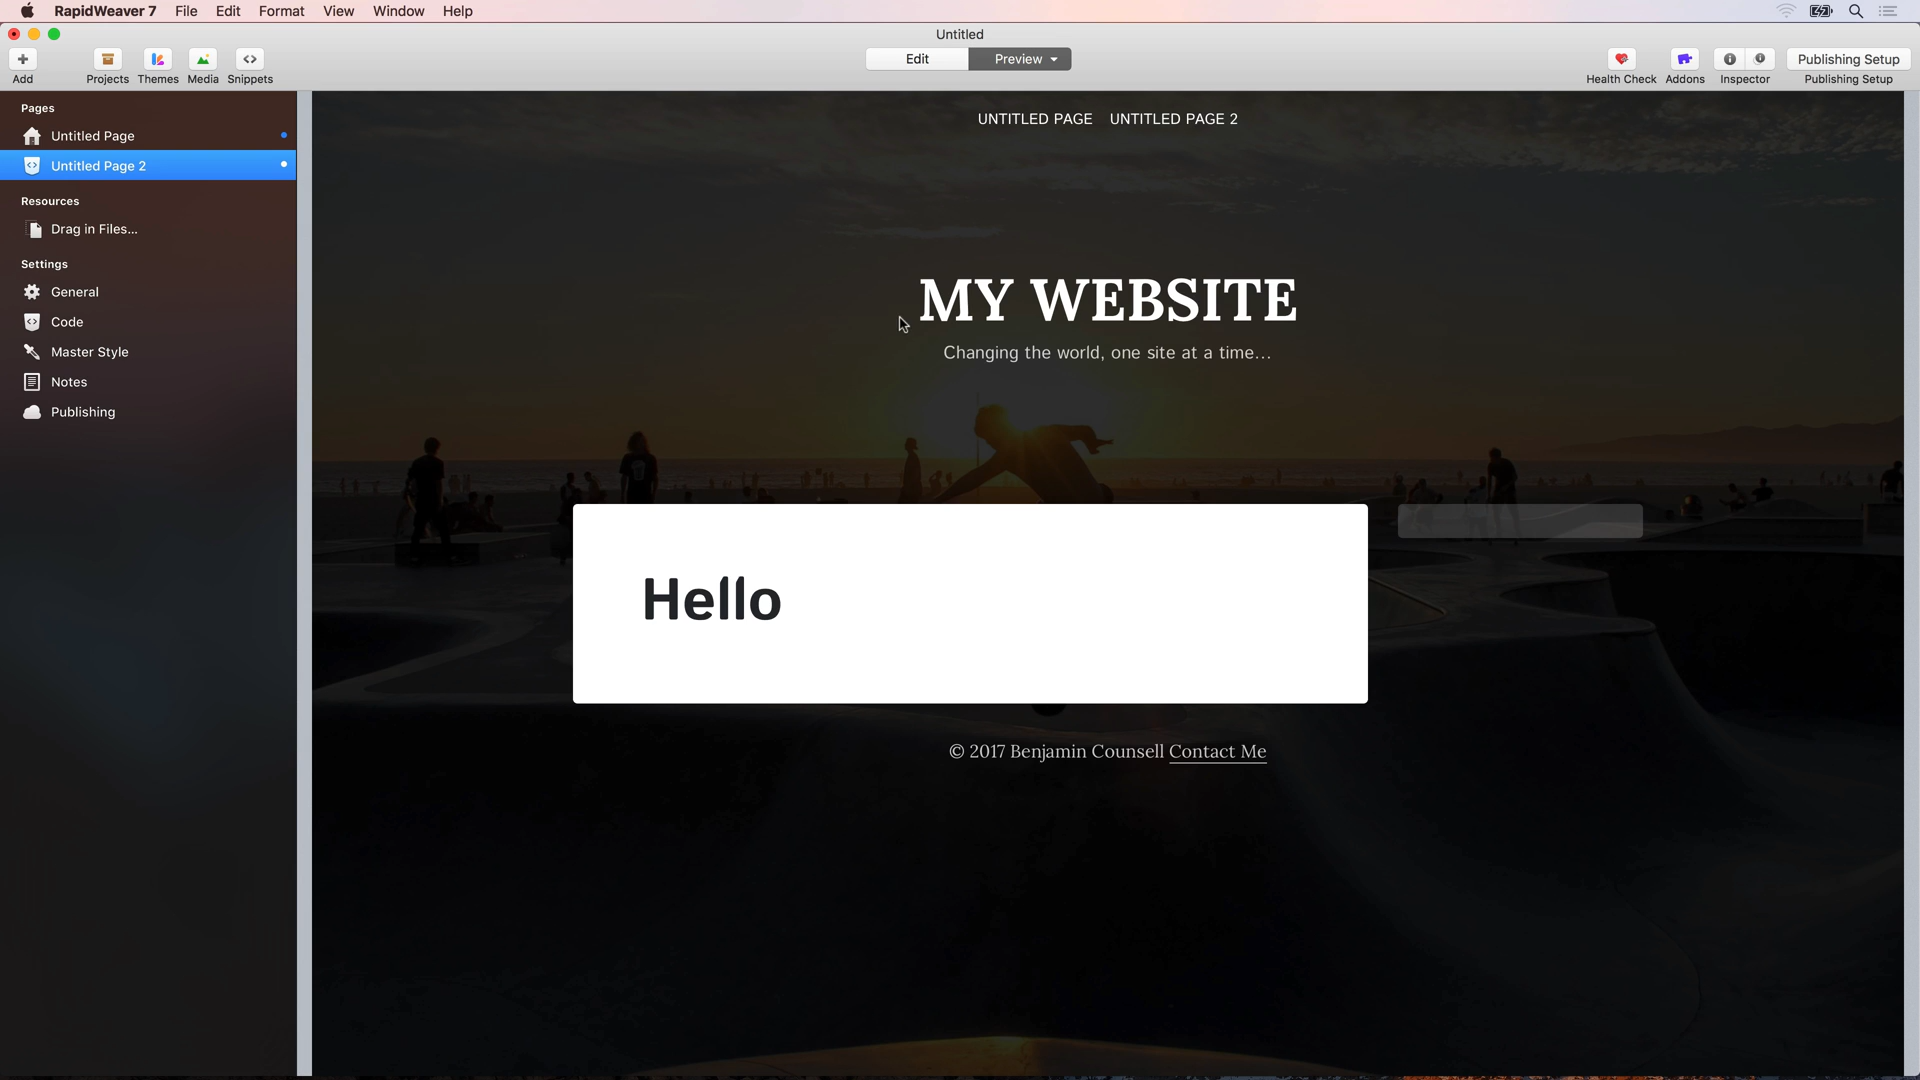 RapidWeaver 7 File Edit Format View Window Help
Untitled
Edit Preview Publishing Setup
Add Projects Themes Media Snippets Health Check Addons Inspector Publishing Setup
Pages
Untitled Page
Untitled Page 2
Resources
Drag in Files...
Settings
General
Code
Master Style
Notes
Publishing
UNTITLED PAGE UNTITLED PAGE 2
MY WEBSITE
Changing the world, one site at a time...
Hello
© 2017 Benjamin Counsell Contact Me